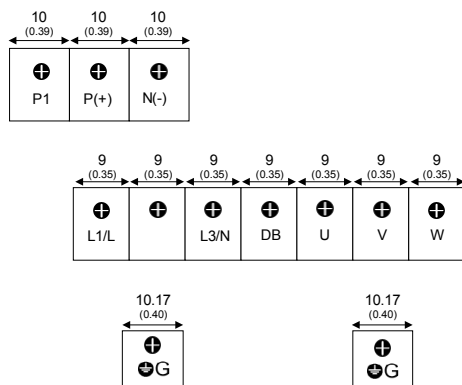 10 10 10
(0.39) (0.39) (0.39)
P1 P(+) N(-)
9 9 9 9 9 9 9
(0.35) (0.35) (0.35) (0.35) (0.35) (0.35) (0.35)
L1/L L3/N DB U V W
10.17 10.17
(0.40) (0.40)
G G